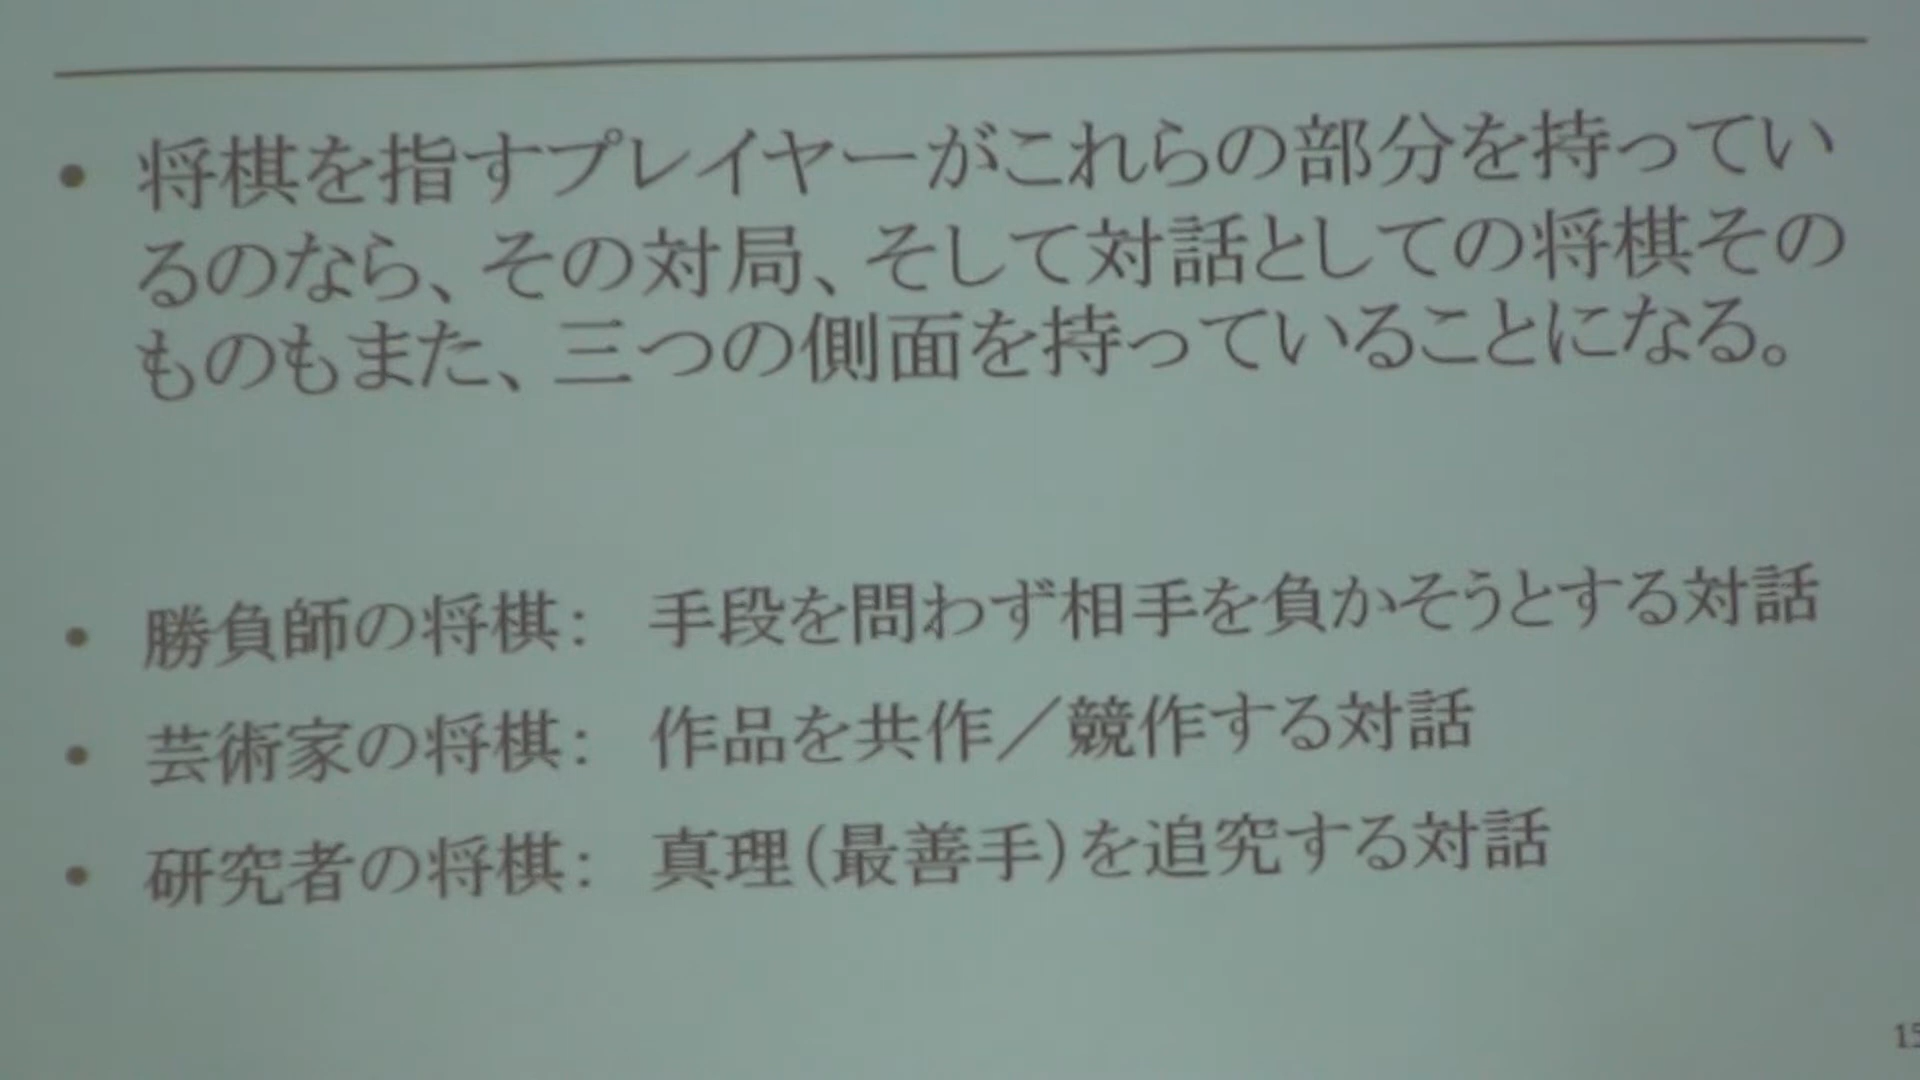 • 将棋を指すプレイヤーがこれらの部分を持ってい
るのなら、その対局、そして対話としての将棋その
ものもまた、三つの側面を持っていることになる。
• 勝負師の将棋： 手段を問わず相手を負かそうとする対話
• 芸術家の将棋： 作品を共作／競作する対話
• 研究者の将棋： 真理（最善手）を追究する対話
15